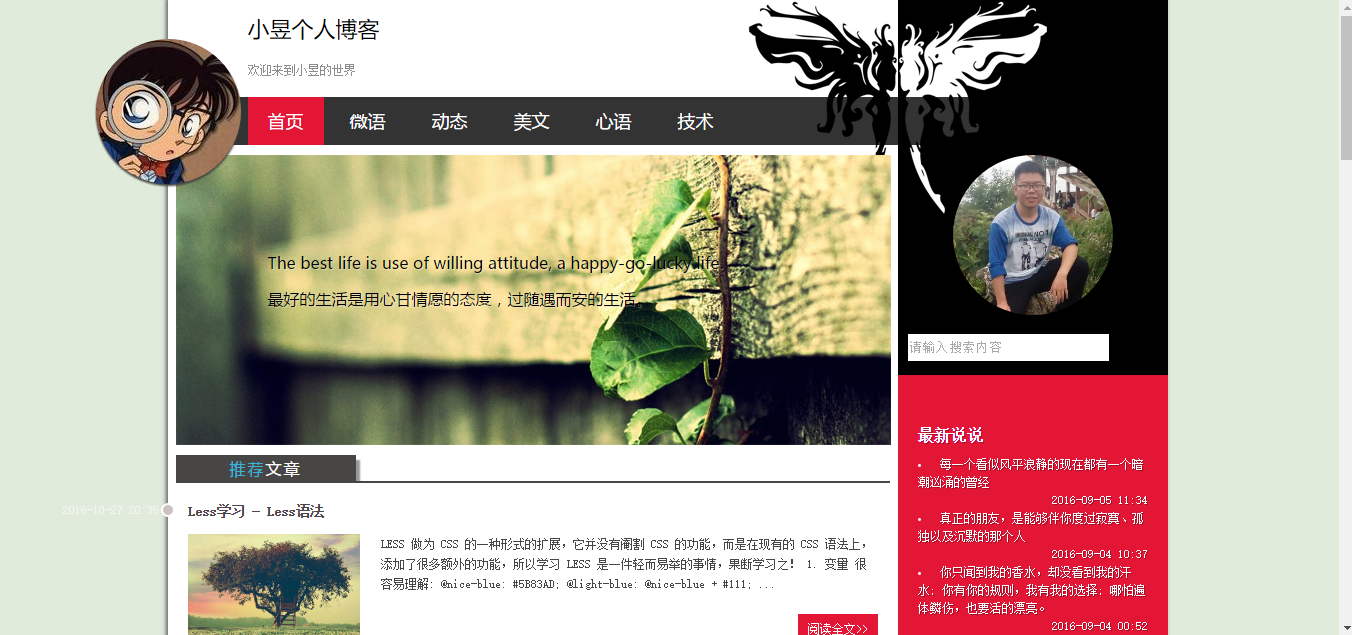 小昱个人博客
欢迎来到小昱的世界
首页 微语 动态 美文 心语 技术
The best life is use of willing attitude, a happy-go-lucky life.
最好的生活是用心甘情愿的态度，过随遇而安的生活。
请输入搜索内容
推荐文章
2016-10-27 20:35
Less学习 - Less语法
LESS 做为 CSS 的一种形式的扩展，它并没有阉割 CSS 的功能，而是在现有的 CSS 语法上，
添加了很多额外的功能，所以学习 LESS 是一件轻而易举的事情，果断学习之！ 1. 变量 很
容易理解: @nice-blue: #5B83AD; @light-blue: @nice-blue + #111; ...
阅读全文>>
最新说说
• 每一个看似风平浪静的现在都有一个暗
潮汹涌的曾经
2016-09-05 11:34
• 真正的朋友，是能够伴你度过寂寞、孤
独以及沉默的那个人
2016-09-04 10:37
• 你只闻到我的香水，却没看到我的汗
水；你有你的规则，我有我的选择；哪怕遍
体鳞伤，也要活的漂亮。
2016-09-04 00:52